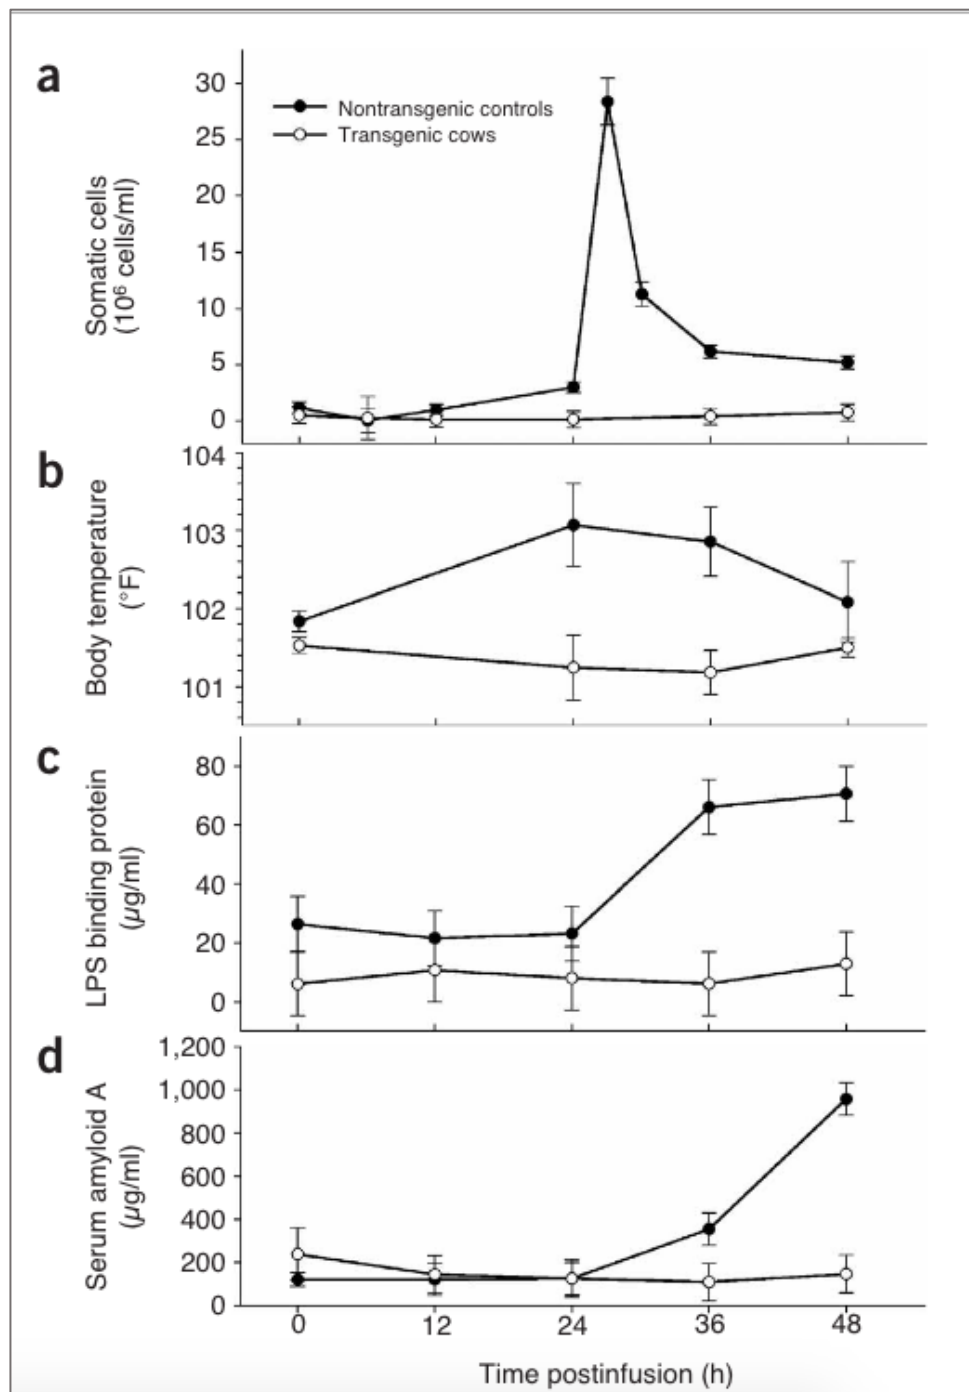 a
30
25
20
15
10
5
0
Somatic cells
(10⁶ cells/ml)
Nontransgenic controls
Transgenic cows
b
104
103
102
101
Body temperature
(°F)
c
80
60
40
20
0
LPS binding protein
(µg/ml)
d
1,200
1,000
800
600
400
200
0
Serum amyloid A
(µg/ml)
0 12 24 36 48
Time postinfusion (h)